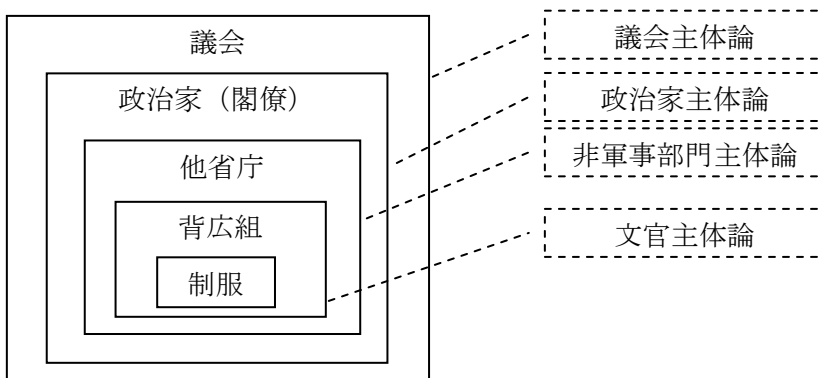 議会
議会主体論
政治家（閣僚）
政治家主体論
他省庁
非軍事部門主体論
背広組
文官主体論
制服